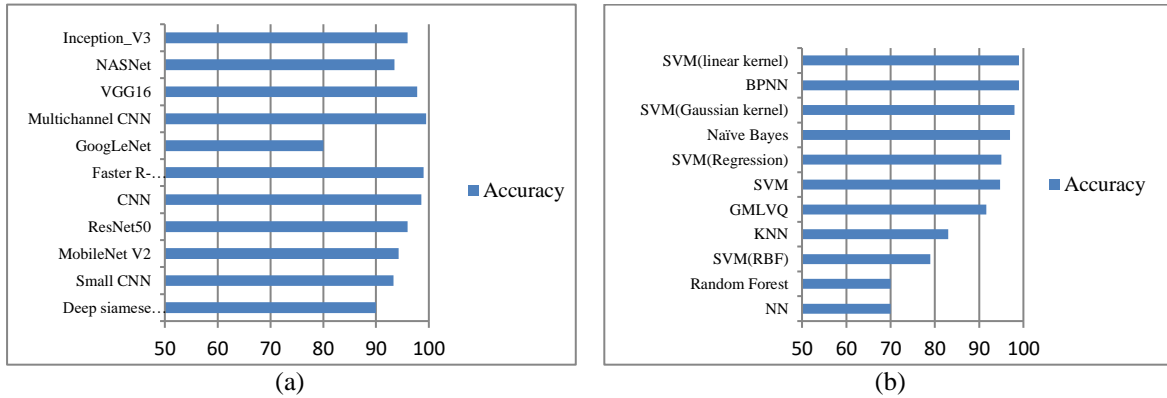 Inception_V3
NASNet
VGG16
Multichannel CNN
GoogLeNet
Faster R-…
CNN
ResNet50
MobileNet V2
Small CNN
Deep siamese…
50 60 70 80 90 100
Accuracy
(a)
SVM(linear kernel)
BPNN
SVM(Gaussian kernel)
Naïve Bayes
SVM(Regression)
SVM
GMLVQ
KNN
SVM(RBF)
Random Forest
NN
50 60 70 80 90 100
Accuracy
(b)